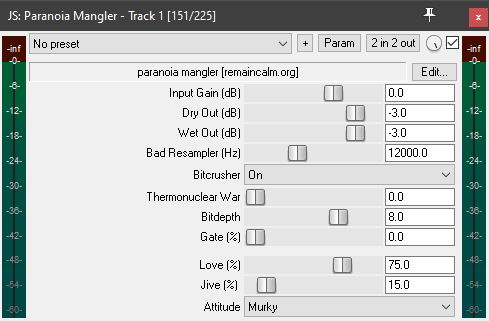 JS: Paranoia Mangler - Track 1 [151/225]
-inf No preset + Param 2 in 2 out -inf
paranoia mangler [remaincalm.org] Edit...
Input Gain (dB) 0.0
Dry Out (dB) -3.0
Wet Out (dB) -3.0
Bad Resampler (Hz) 12000.0
Bitcrusher On
Thermonuclear War 0.0
Bitdepth 8.0
Gate (%) 0.0
Love (%) 75.0
Jive (%) 15.0
Attitude Murky
-0-
-6-
-12-
-18-
-24-
-30-
-36-
-42-
-48-
-54-
-60-
-0-
-6-
-12-
-18-
-24-
-30-
-36-
-42-
-48-
-54-
-60-